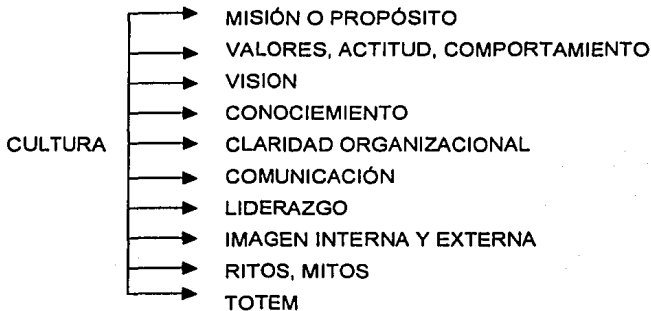 MISIÓN O PROPÓSITO
VALORES, ACTITUD, COMPORTAMIENTO
VISION
CONOCIEMIENTO
CULTURA
CLARIDAD ORGANIZACIONAL
COMUNICACIÓN
LIDERAZGO
IMAGEN INTERNA Y EXTERNA
RITOS, MITOS
TOTEM